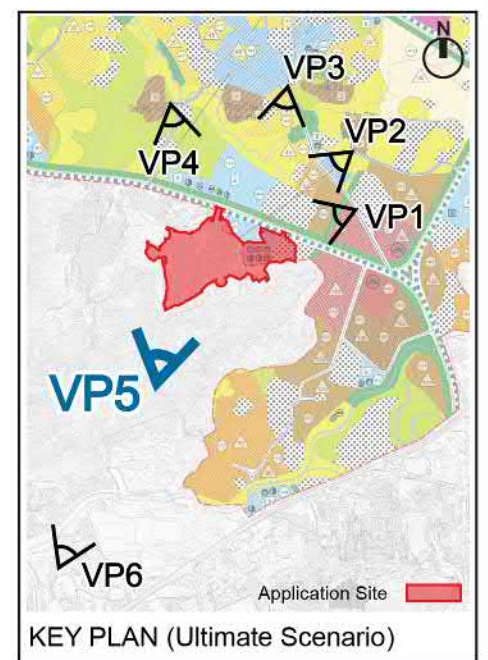 N
VP3
VP2
VP4
VP1
VP5
VP6
Application Site
KEY PLAN (Ultimate Scenario)